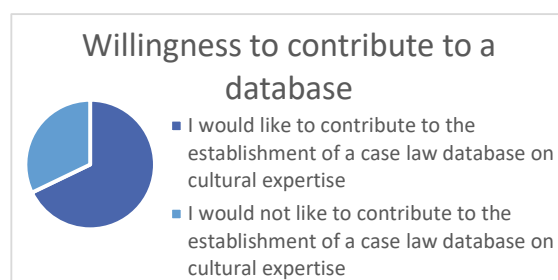 Willingness to contribute to a
database
I would like to contribute to the
establishment of a case law database on
cultural expertise
I would not like to contribute to the
establishment of a case law database on
cultural expertise